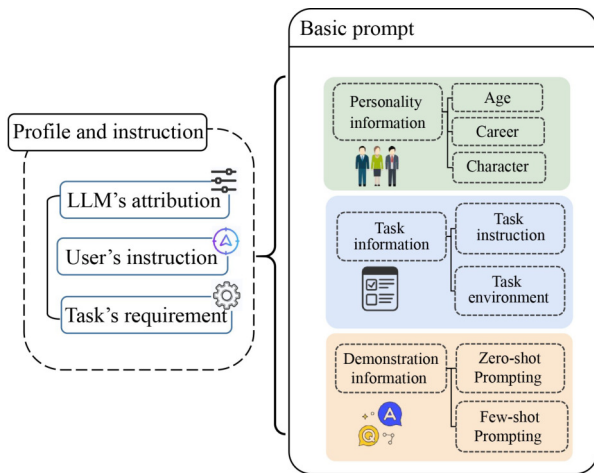 Basic prompt
Profile and instruction
LLM's attribution
User's instruction
Task's requirement
Personality
information
Age
Career
Character
Task
information
Task
instruction
Task
environment
Demonstration
information
Zero-shot
Prompting
Few-shot
Prompting
A
Q